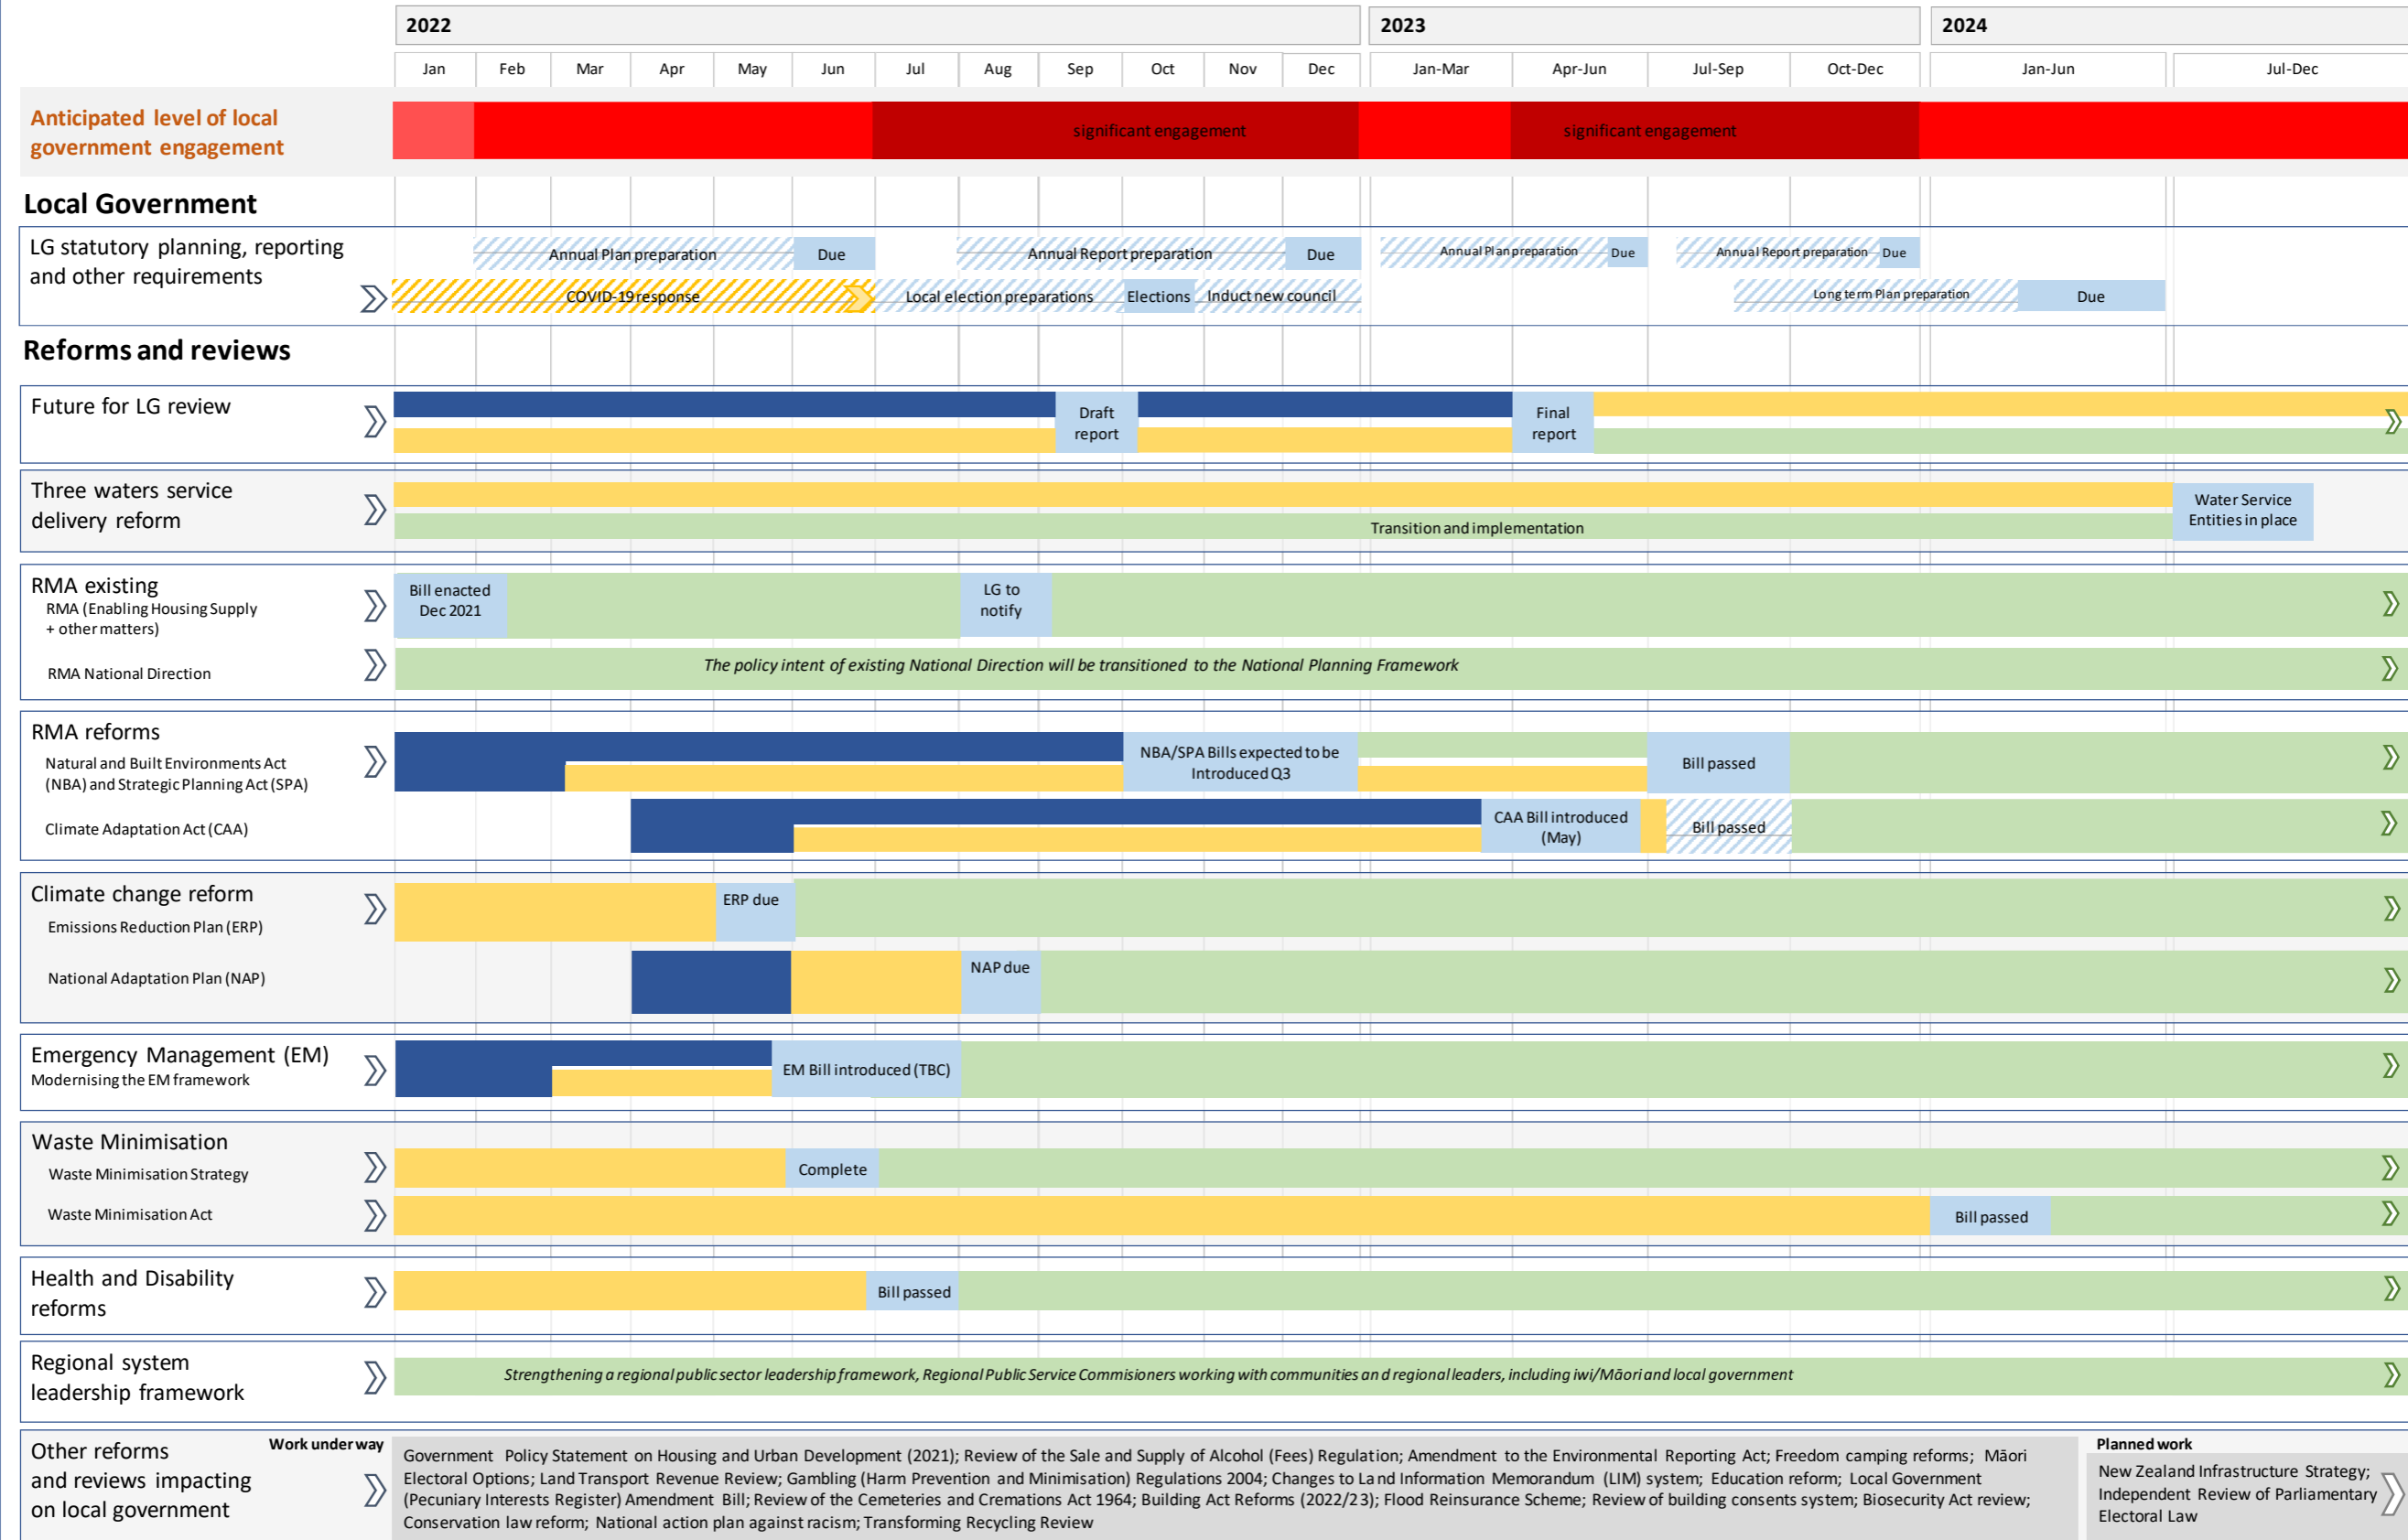 2022
2023
2024
Jan
Feb
Mar
Apr
May
Jun
Jul
Aug
Sep
Oct
Nov
Dec
Jan-Mar
Apr-Jun
Jul-Sep
Oct-Dec
Jan-Jun
Jul-Dec
Anticipated level of local
government engagement
significant engagement
significant engagement
Local Government
LG statutory planning, reporting
and other requirements
Annual Plan preparation
Due
Annual Report preparation
Due
Annual Plan preparation
Due
Annual Report preparation
Due
COVID-19 response
Local election preparations
Elections
Induct new council
Long term Plan preparation
Due
Reforms and reviews
Future for LG review
Draft
report
Final
report
Three waters service
delivery reform
Transition and implementation
Water Service
Entities in place
RMA existing
RMA (Enabling Housing Supply
+ other matters)
Bill enacted
Dec 2021
LG to
notify
RMA National Direction
The policy intent of existing National Direction will be transitioned to the National Planning Framework
RMA reforms
Natural and Built Environments Act
(NBA) and Strategic Planning Act (SPA)
NBA/SPA Bills expected to be
Introduced Q3
Bill passed
Climate Adaptation Act (CAA)
CAA Bill introduced
(May)
Bill passed
Climate change reform
Emissions Reduction Plan (ERP)
ERP due
National Adaptation Plan (NAP)
NAP due
Emergency Management (EM)
Modernising the EM framework
EM Bill introduced (TBC)
Waste Minimisation
Waste Minimisation Strategy
Complete
Waste Minimisation Act
Bill passed
Health and Disability
reforms
Bill passed
Regional system
leadership framework
Strengthening a regional public sector leadership framework, Regional Public Service Commisioners working with communities and regional leaders, including iwi/Māori and local government
Other reforms
and reviews impacting
on local government
Work under way
Government Policy Statement on Housing and Urban Development (2021); Review of the Sale and Supply of Alcohol (Fees) Regulation; Amendment to the Environmental Reporting Act; Freedom camping reforms; Māori
Electoral Options; Land Transport Revenue Review; Gambling (Harm Prevention and Minimisation) Regulations 2004; Changes to Land Information Memorandum (LIM) system; Education reform; Local Government
(Pecuniary Interests Register) Amendment Bill; Review of the Cemeteries and Cremations Act 1964; Building Act Reforms (2022/23); Flood Reinsurance Scheme; Review of building consents system; Biosecurity Act review;
Conservation law reform; National action plan against racism; Transforming Recycling Review
Planned work
New Zealand Infrastructure Strategy;
Independent Review of Parliamentary
Electoral Law